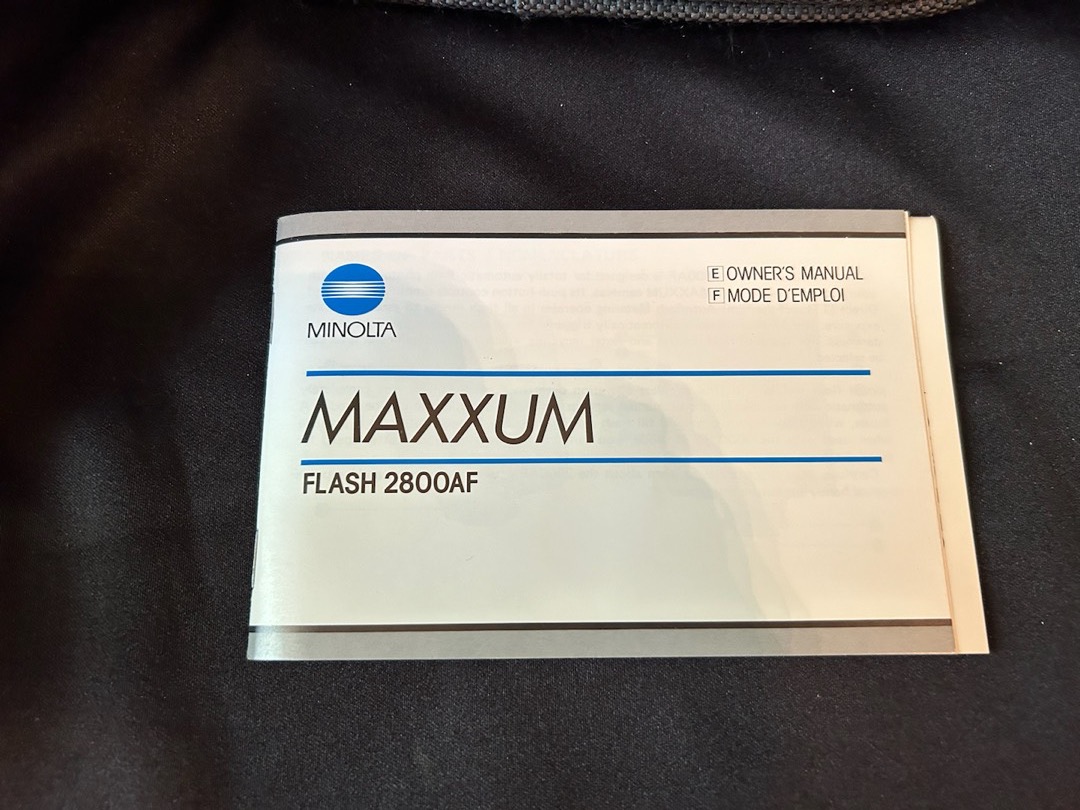 MINOLTA
E OWNER'S MANUAL
F MODE D'EMPLOI
MAXXUM
FLASH 2800AF